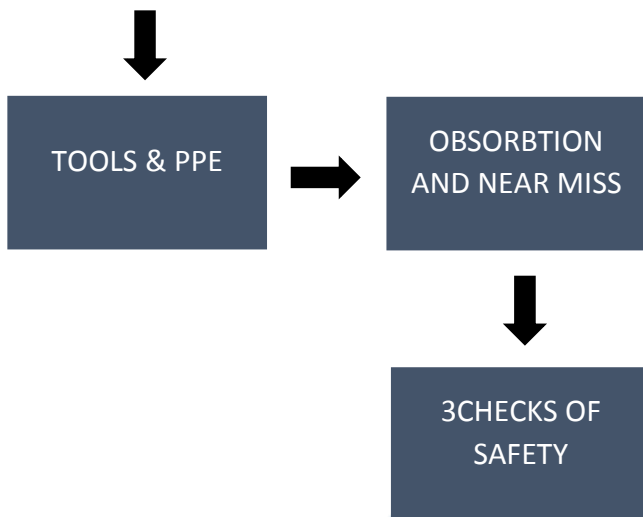 TOOLS & PPE
OBSORBTION
AND NEAR MISS
3CHECKS OF
SAFETY